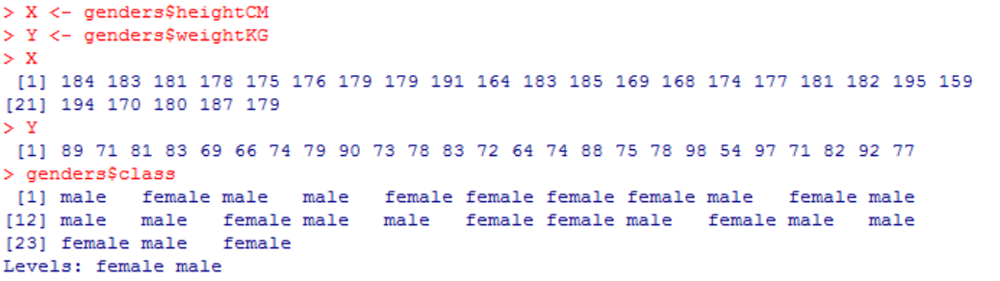 > X <- genders$heightCM
> Y <- genders$weightKG
> X
[1] 184 183 181 178 175 176 179 179 191 164 183 185 169 168 174 177 181 182 195 159
[21] 194 170 180 187 179
> Y
[1] 89 71 81 83 69 66 74 79 90 73 78 83 72 64 74 88 75 78 98 54 97 71 82 92 77
> genders$class
[1] male female male male female female female female male female male
[12] male male female male male female female male female male male
[23] female male female
Levels: female male